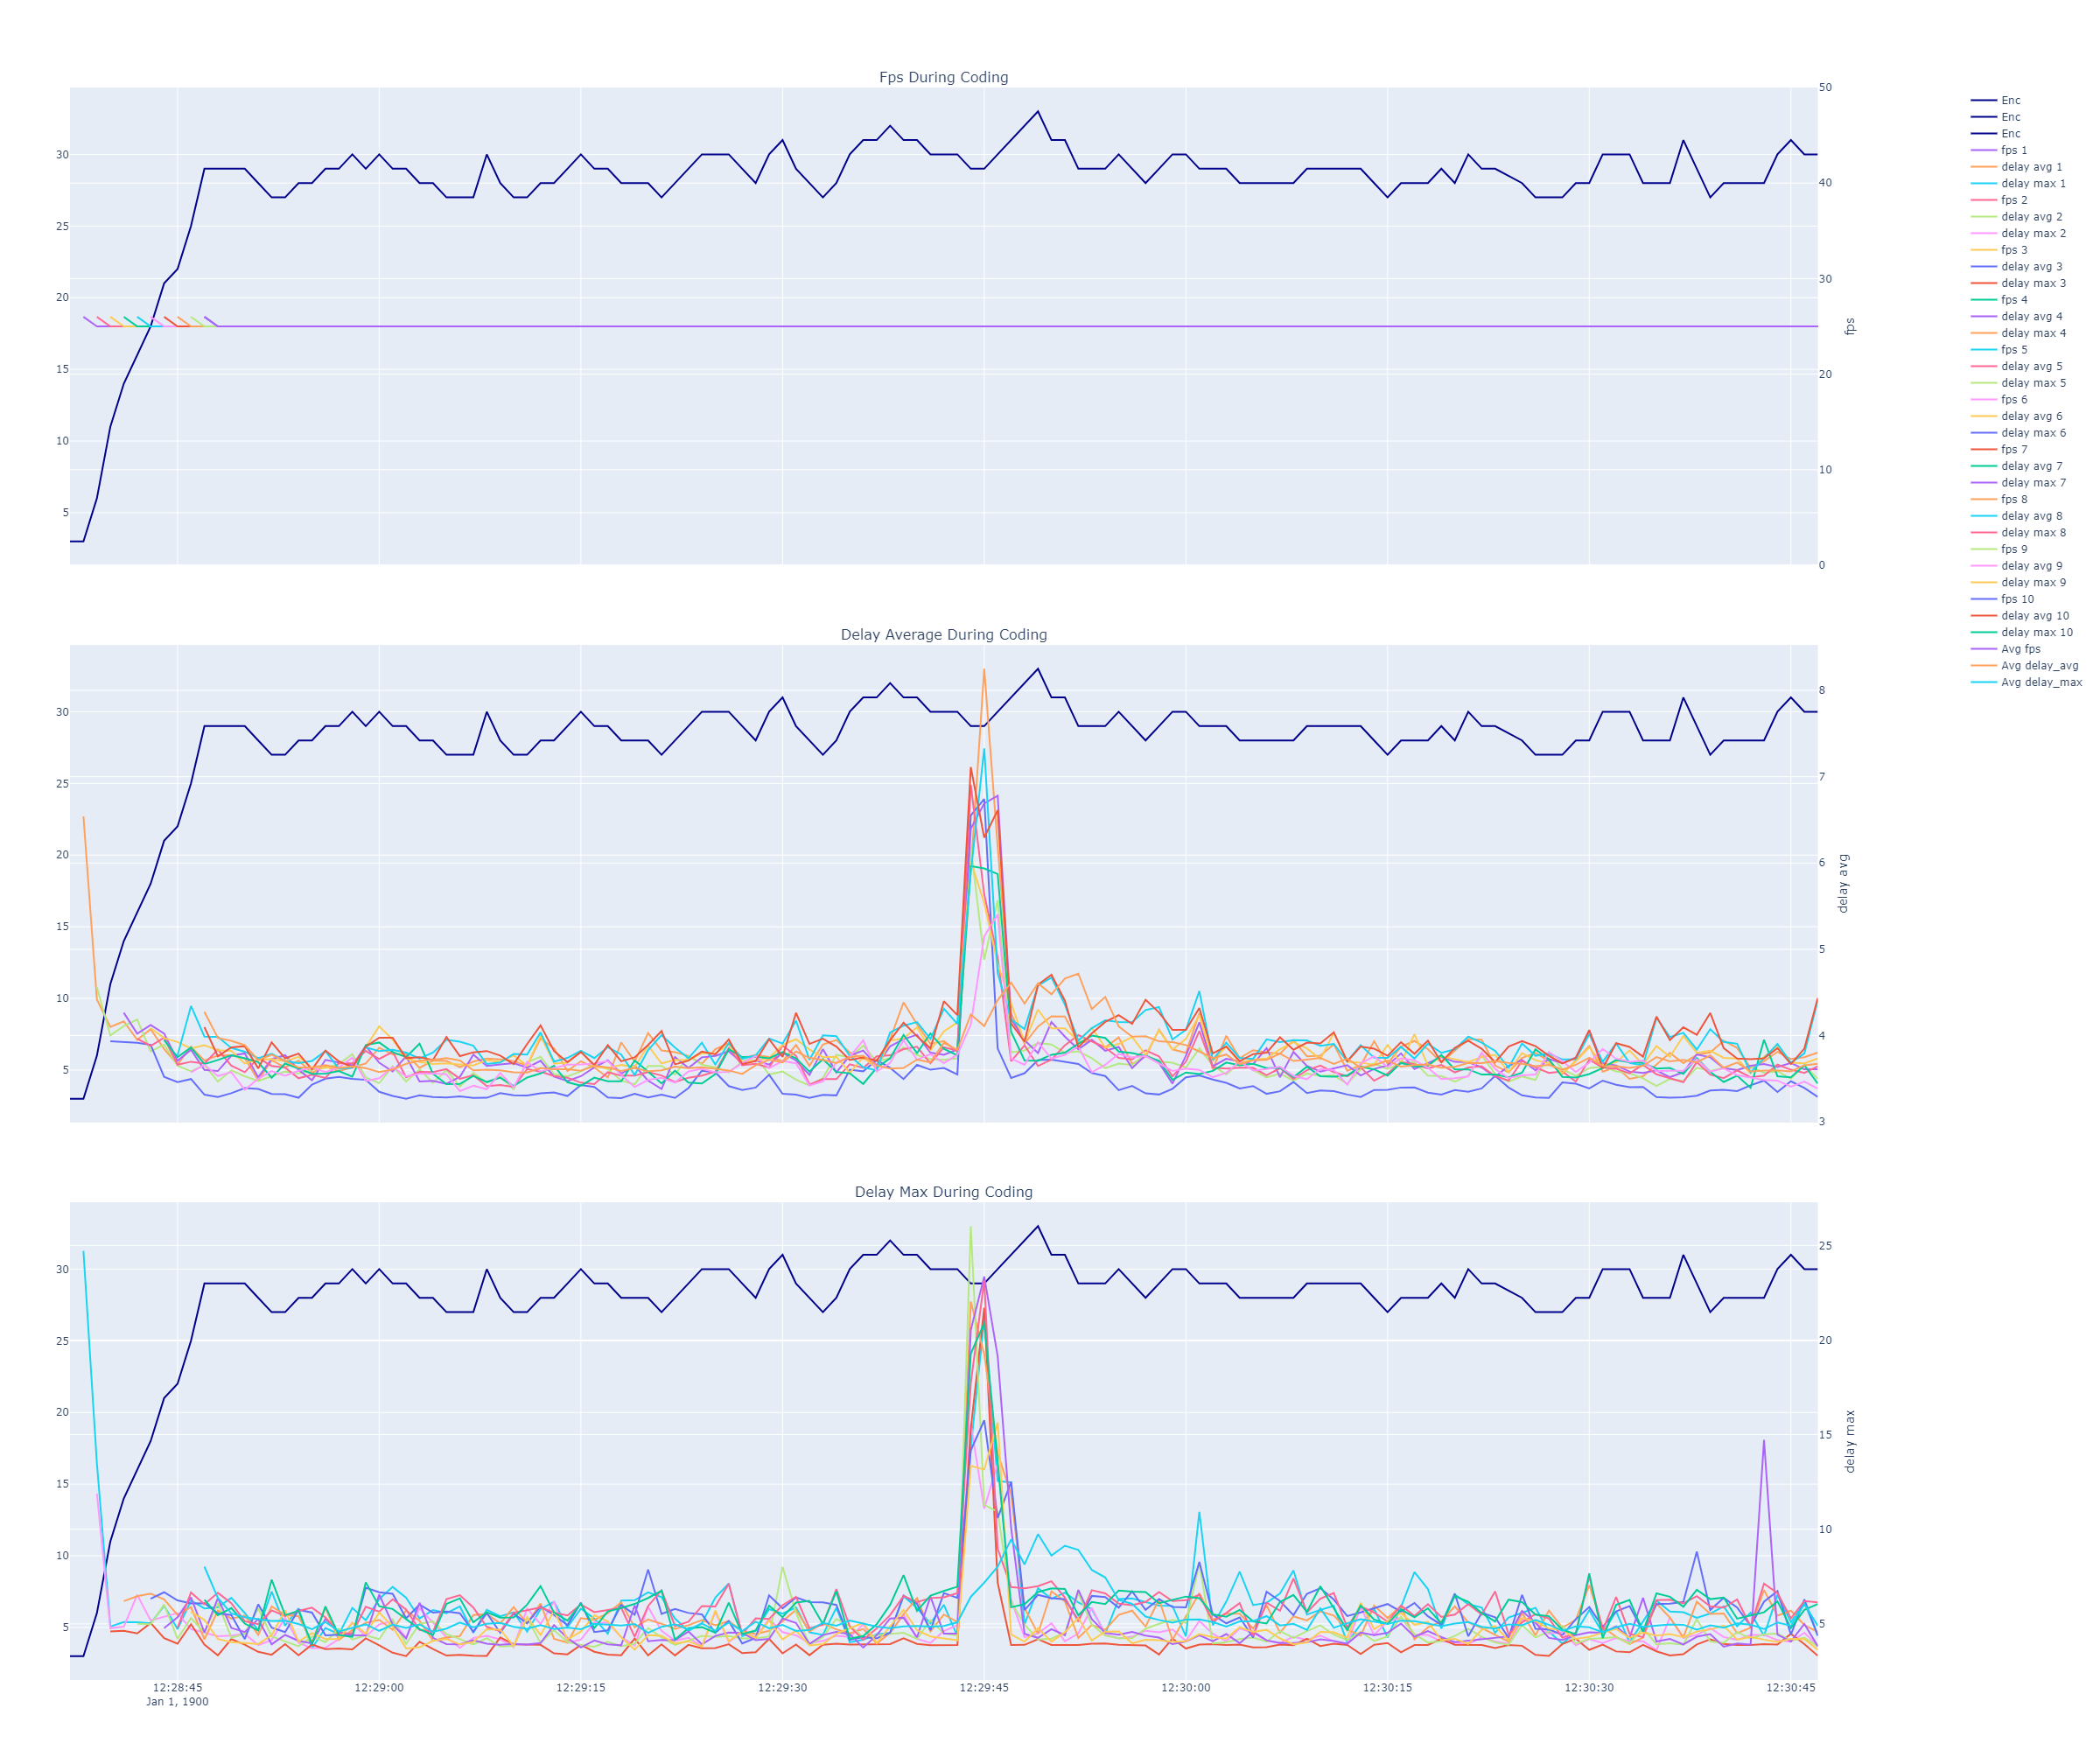 Fps During Coding
50
40
30
20
10
0
30
25
20
15
10
5
fps
Delay Average During Coding
30
25
20
15
10
5
8
7
6
5
4
3
delay avg
Delay Max During Coding
30
25
20
15
10
5
25
20
15
10
5
delay max
12:28:45
Jan 1, 1900
12:29:00
12:29:15
12:29:30
12:29:45
12:30:00
12:30:15
12:30:30
12:30:45
Enc
Enc
Enc
fps 1
delay avg 1
delay max 1
fps 2
delay avg 2
delay max 2
fps 3
delay avg 3
delay max 3
fps 4
delay avg 4
delay max 4
fps 5
delay avg 5
delay max 5
fps 6
delay avg 6
delay max 6
fps 7
delay avg 7
delay max 7
fps 8
delay avg 8
delay max 8
fps 9
delay avg 9
delay max 9
fps 10
delay avg 10
delay max 10
Avg fps
Avg delay_avg
Avg delay_max